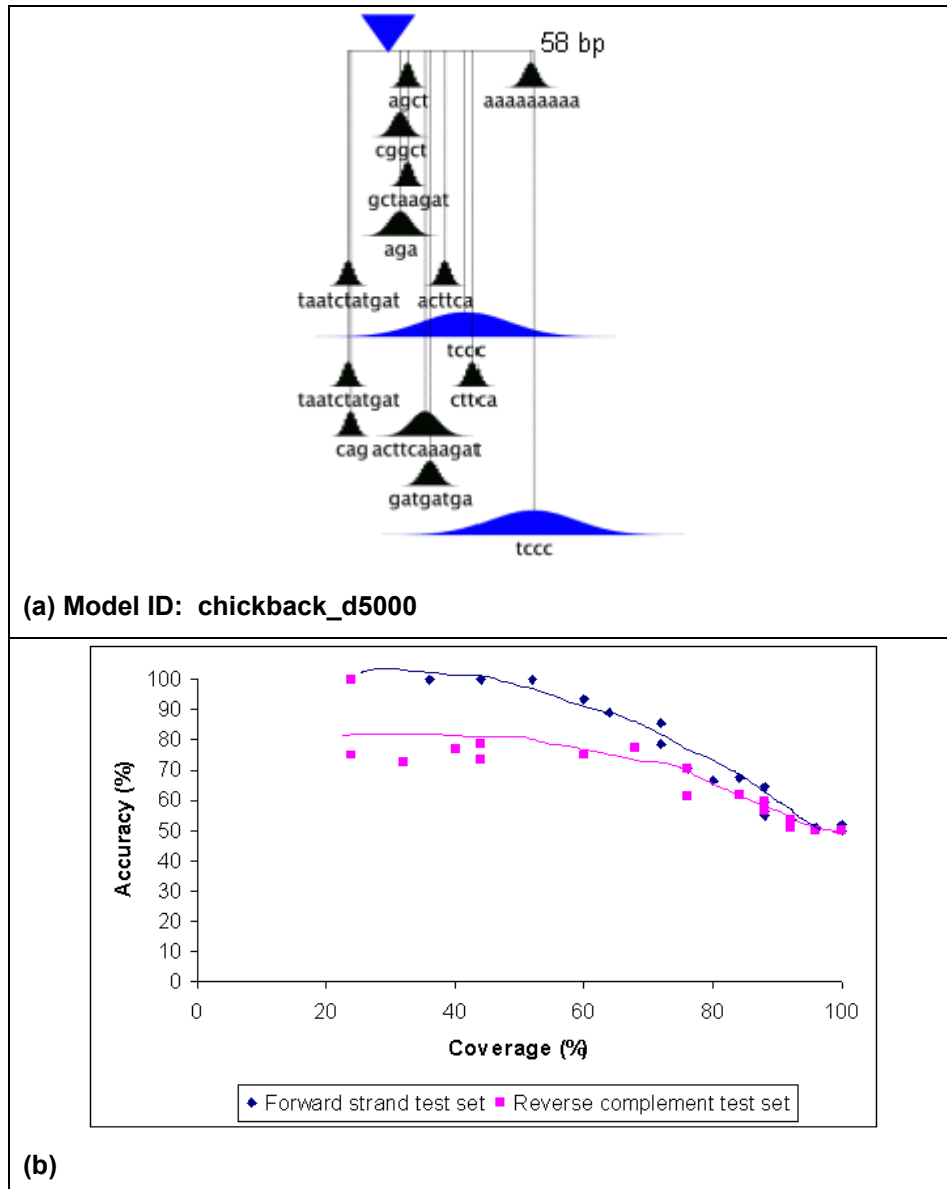 58 bp
agct
aaaaaaaaaa
cggct
gctaagat
aga
taatctatgat acttca
tccc
taatctatgat cttca
cag acttcaaagat
gatgatga
tccc
(a) Model ID: chickback_d5000
100
90
80
70
60
50
40
30
20
10
0
Accuracy (%)
0 20 40 60 80 100
Coverage (%)
Forward strand test set Reverse complement test set
(b)